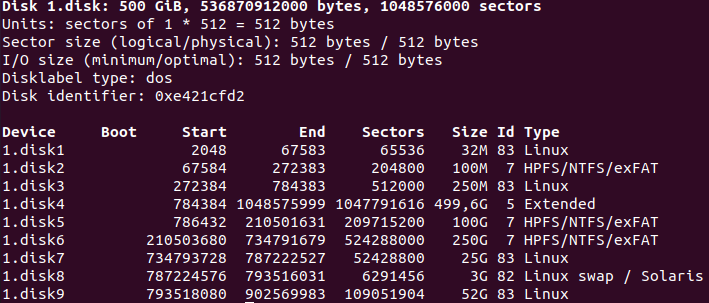 Disk 1.disk: 500 GiB, 536870912000 bytes, 1048576000 sectors
Units: sectors of 1 * 512 = 512 bytes
Sector size (logical/physical): 512 bytes / 512 bytes
I/O size (minimum/optimal): 512 bytes / 512 bytes
Disklabel type: dos
Disk identifier: 0xe421cfd2
Device Boot Start End Sectors Size Id Type
1.disk1 2048 67583 65536 32M 83 Linux
1.disk2 67584 272383 204800 100M 7 HPFS/NTFS/exFAT
1.disk3 272384 784383 512000 250M 83 Linux
1.disk4 784384 1048575999 1047791616 499,6G 5 Extended
1.disk5 786432 210501631 209715200 100G 7 HPFS/NTFS/exFAT
1.disk6 210503680 734791679 524288000 250G 7 HPFS/NTFS/exFAT
1.disk7 734793728 787222527 52428800 25G 83 Linux
1.disk8 787224576 793516031 6291456 3G 82 Linux swap / Solaris
1.disk9 793518080 902569983 109051904 52G 83 Linux